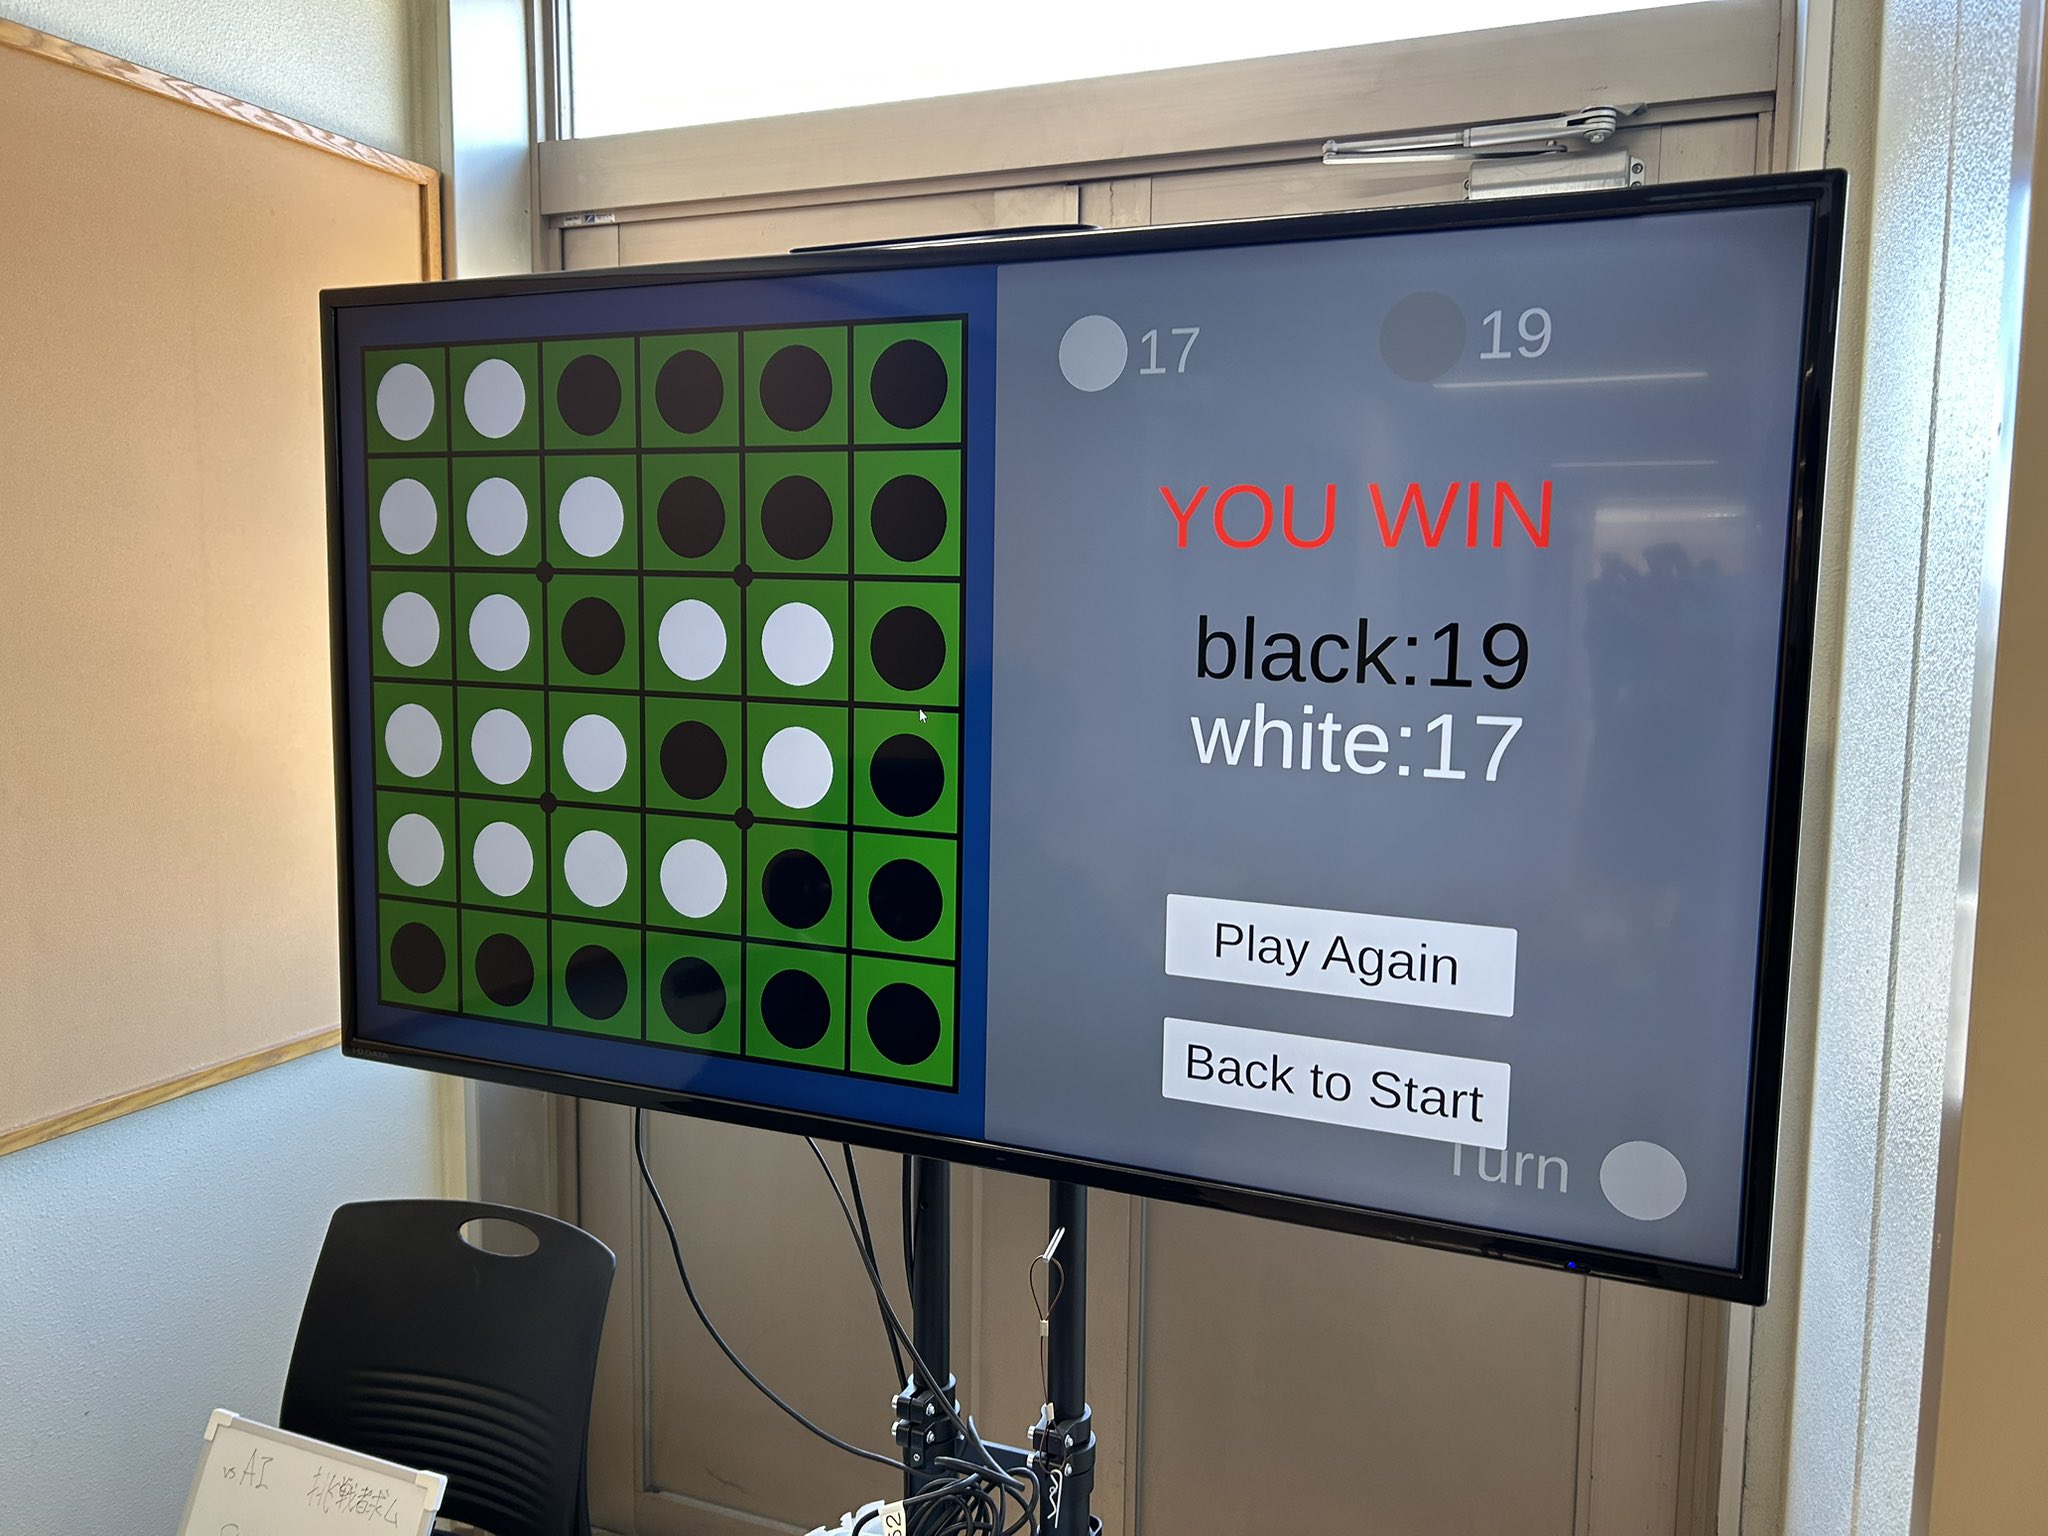 17
19
YOU WIN
black:19
white:17
Play Again
Back to Start
Turn
I-O DATA
vs AI 挑戦者求ム
52